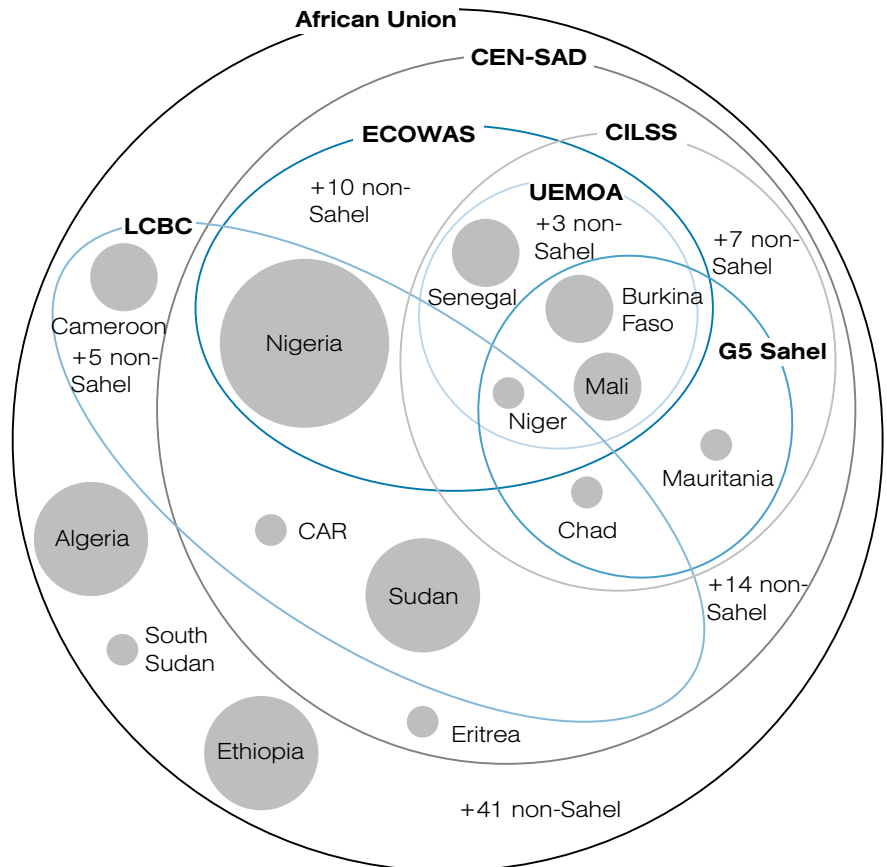 African Union
CEN-SAD
ECOWAS
CILSS
+10 non-
Sahel
UEMOA
LCBC
+3 non-
Sahel
+7 non-
Sahel
Senegal
Burkina
Faso
Cameroon
+5 non-
Sahel
Nigeria
G5 Sahel
Mali
Niger
Mauritania
Chad
CAR
Algeria
Sudan
+14 non-
Sahel
South
Sudan
Eritrea
Ethiopia
+41 non-Sahel